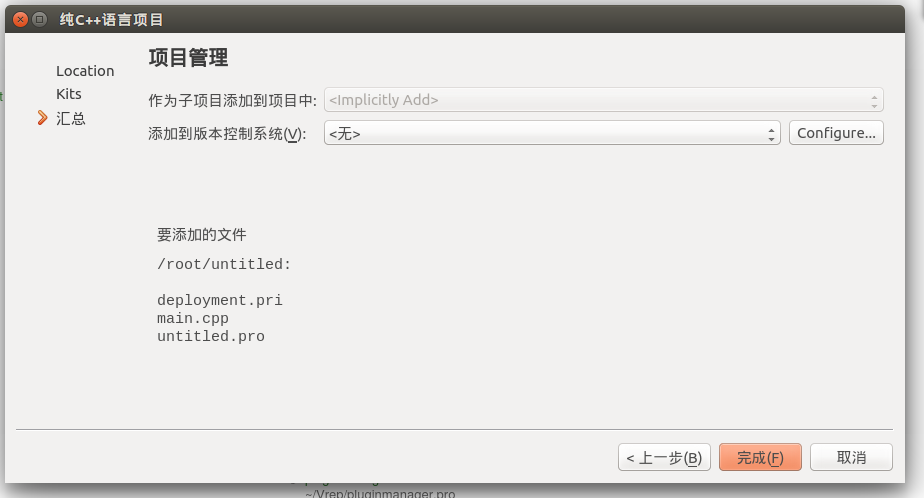 纯C++语言项目
Location
Kits
汇总
项目管理
作为子项目添加到项目中: <Implicitly Add>
添加到版本控制系统(V): <无> Configure...
要添加的文件
/root/untitled:
deployment.pri
main.cpp
untitled.pro
< 上一步(B) 完成(F) 取消
~/Vrep/pluginmanager.pro